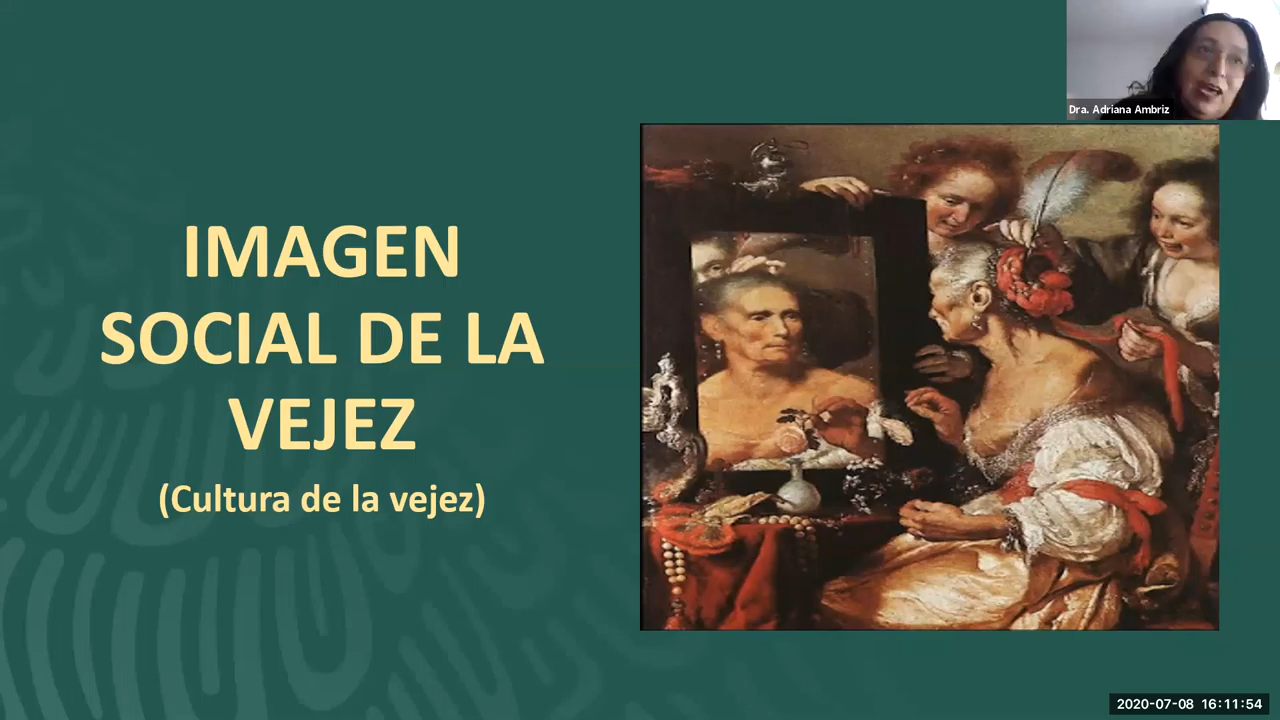 Dra. Adriana Ambriz
IMAGEN
SOCIAL DE LA
VEJEZ
(Cultura de la vejez)
2020-07-08 16:11:54